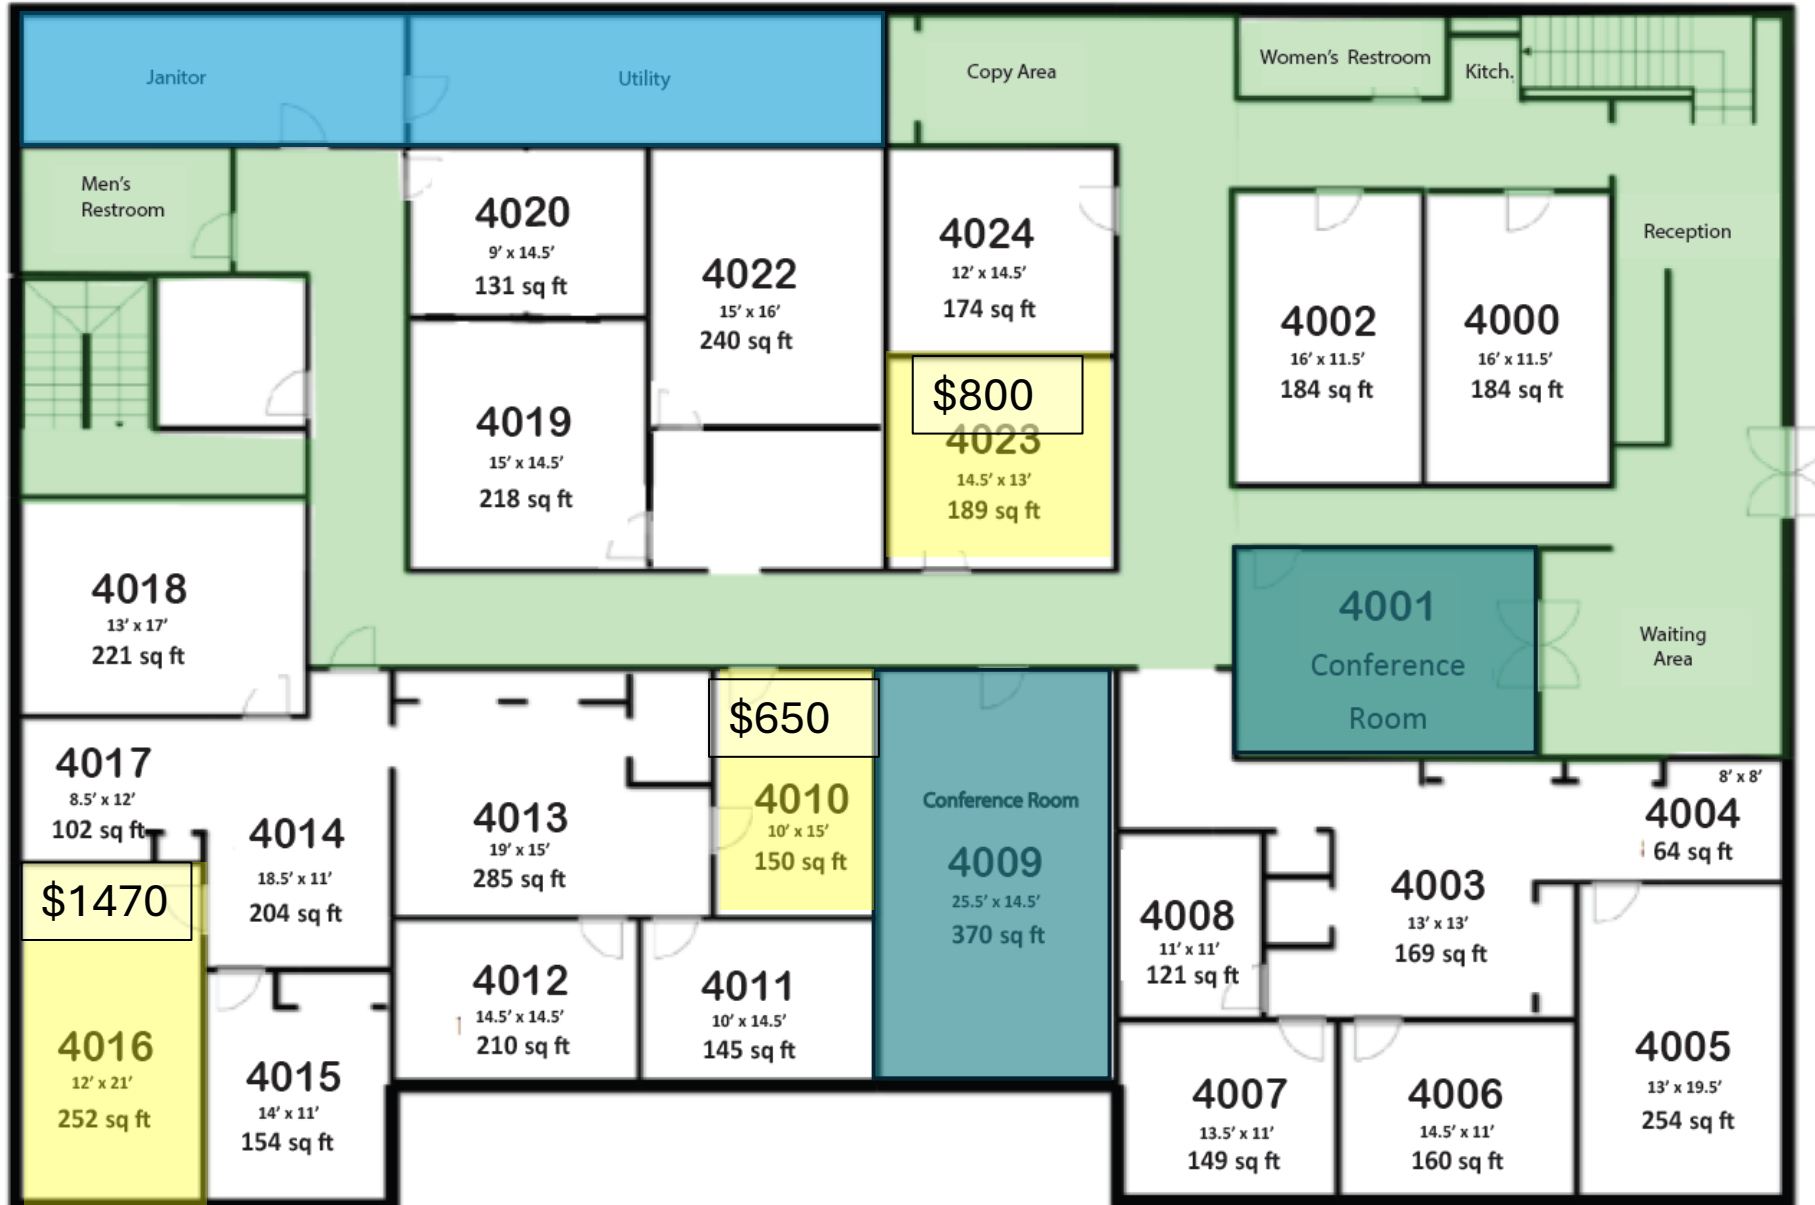 Janitor
Utility
Copy Area
Women's Restroom
Kitch.
Men's
Restroom
4020
9' x 14.5'
131 sq ft
4022
15' x 16'
240 sq ft
4024
12' x 14.5'
174 sq ft
4002
16' x 11.5'
184 sq ft
4000
16' x 11.5'
184 sq ft
Reception
4019
15' x 14.5'
218 sq ft
$800
4023
14.5' x 13'
189 sq ft
4018
13' x 17'
221 sq ft
4001
Conference
Room
Waiting
Area
4017
8.5' x 12'
102 sq ft
4014
18.5' x 11'
204 sq ft
4013
19' x 15'
285 sq ft
$650
4010
10' x 15'
150 sq ft
Conference Room
4009
25.5' x 14.5'
370 sq ft
8' x 8'
4004
64 sq ft
4003
13' x 13'
169 sq ft
4008
11' x 11'
121 sq ft
$1470
4016
12' x 21'
252 sq ft
4015
14' x 11'
154 sq ft
4012
14.5' x 14.5'
210 sq ft
4011
10' x 14.5'
145 sq ft
4007
13.5' x 11'
149 sq ft
4006
14.5' x 11'
160 sq ft
4005
13' x 19.5'
254 sq ft